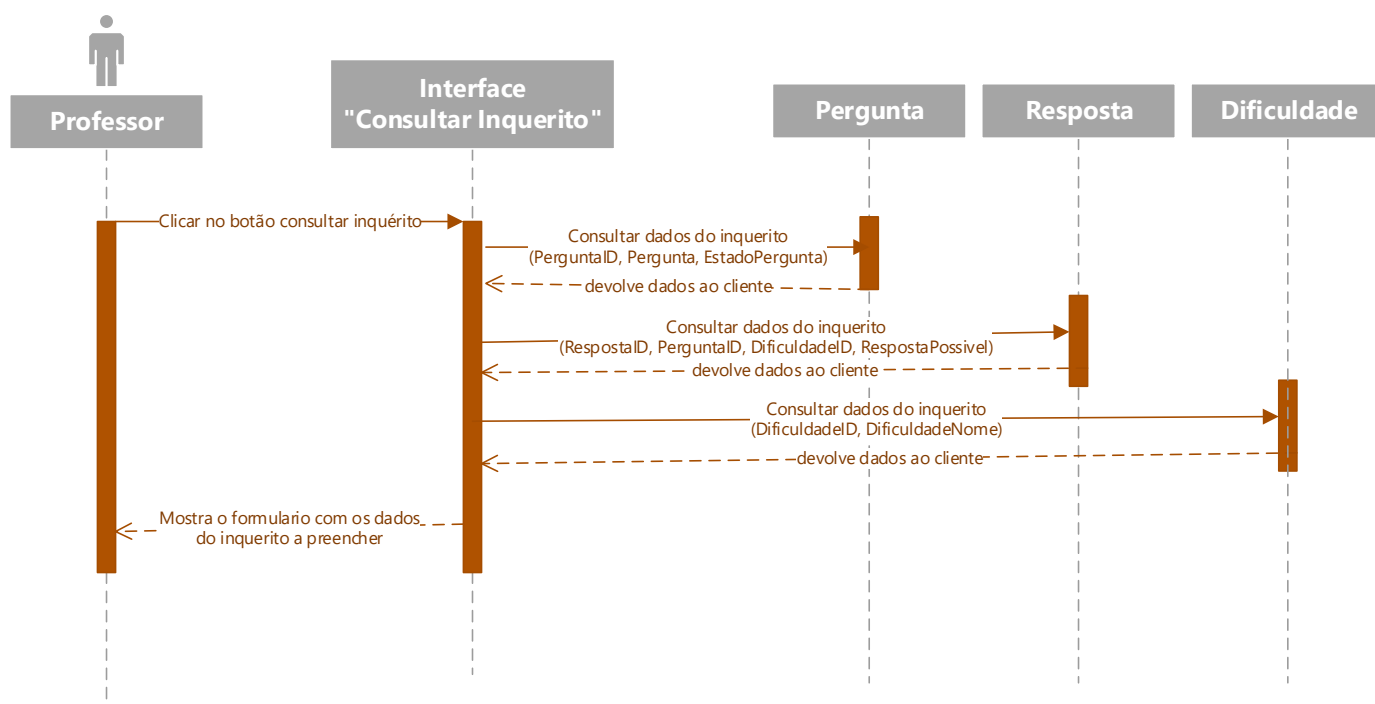 Professor
Interface
"Consultar Inquerito"
Pergunta
Resposta
Dificuldade
Clicar no botão consultar inquérito
Consultar dados do inquerito
(PerguntaID, Pergunta, EstadoPergunta)
devolve dados ao cliente
Consultar dados do inquerito
(RespostaID, PerguntaID, DificuldadeID, RespostaPossivel)
devolve dados ao cliente
Consultar dados do inquerito
(DificuldadeID, DificuldadeNome)
devolve dados ao cliente
Mostra o formulario com os dados
do inquerito a preencher